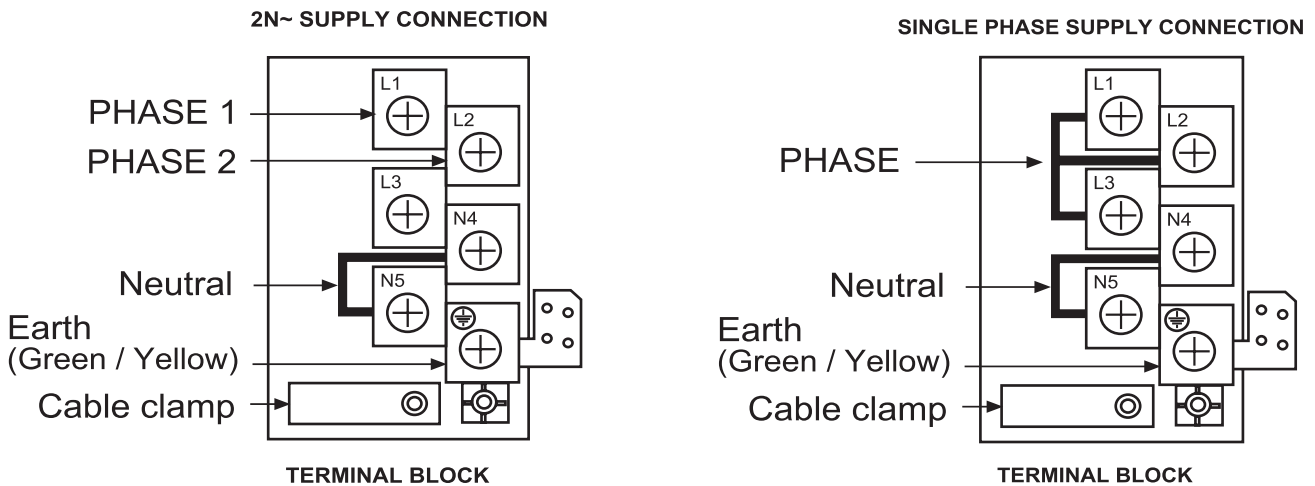 2N~ SUPPLY CONNECTION
L1
PHASE 1
L2
PHASE 2
L3
N4
Neutral
N5
Earth
(Green / Yellow)
Cable clamp
TERMINAL BLOCK
SINGLE PHASE SUPPLY CONNECTION
L1
L2
PHASE
L3
N4
Neutral
N5
Earth
(Green / Yellow)
Cable clamp
TERMINAL BLOCK